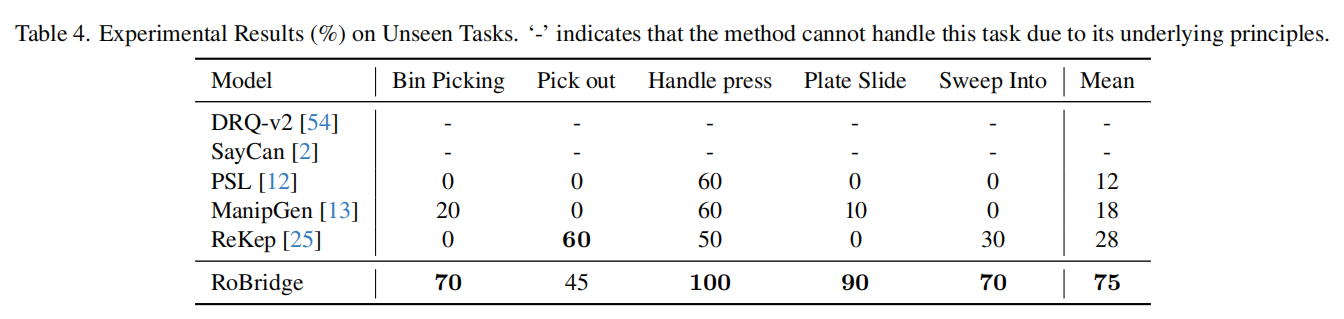 Table 4. Experimental Results (%) on Unseen Tasks. ‘-’ indicates that the method cannot handle this task due to its underlying principles.
Model Bin Picking Pick out Handle press Plate Slide Sweep Into Mean
DRQ-v2 [54] - - - - - -
SayCan [2] - - - - - -
PSL [12] 0 0 60 0 0 12
ManipGen [13] 20 0 60 10 0 18
ReKep [25] 0 60 50 0 30 28
RoBridge 70 45 100 90 70 75